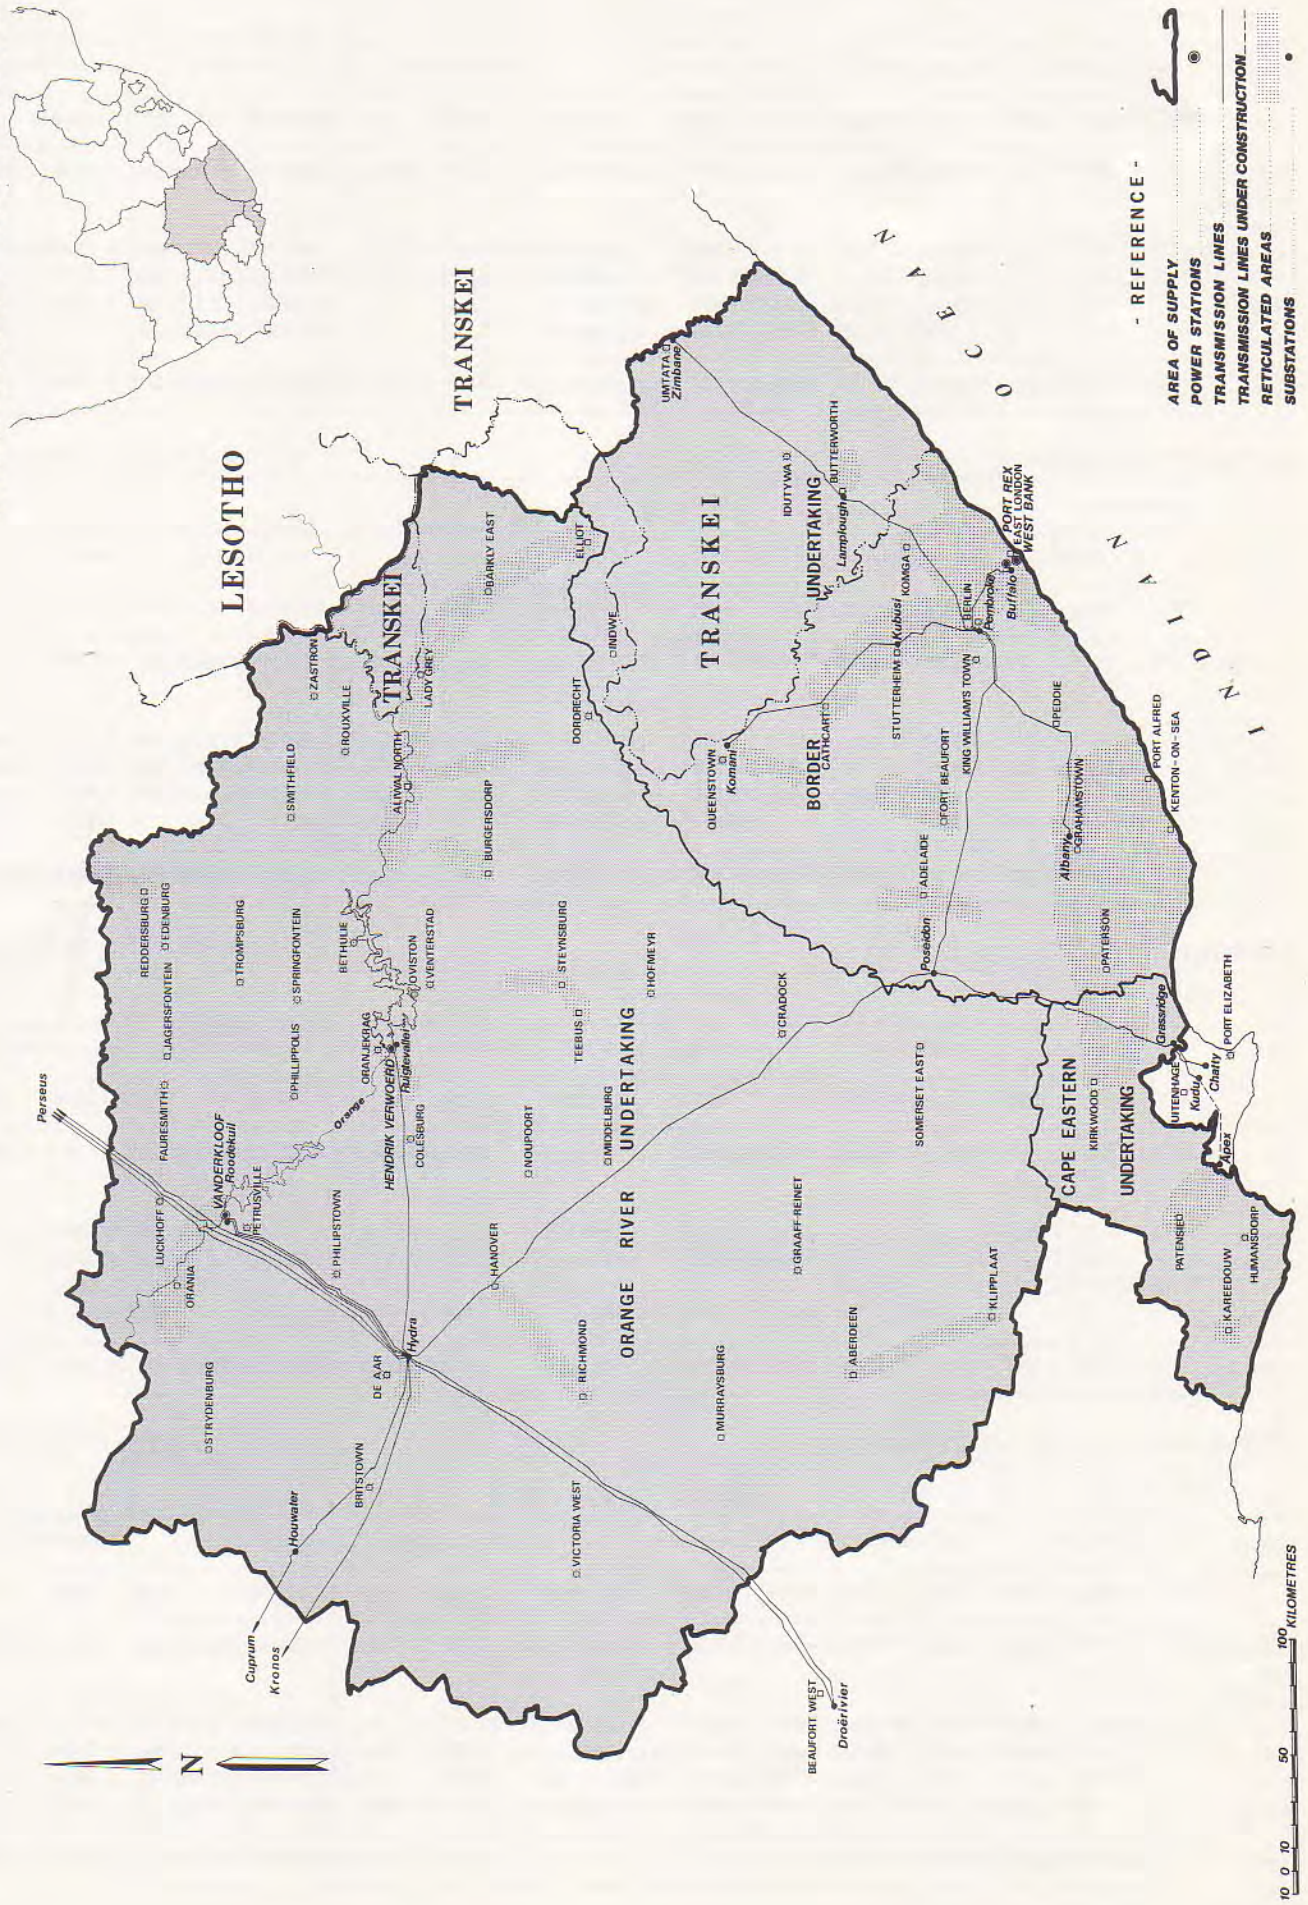 LESOTHO
TRANSKEI
TRANSKEI
TRANSKEI
Perseus
REDDERSBURG
EDENBURG
JAGERSFONTEIN
FAURESMITH
LUCKHOFF
ORANIA
VANDERKLOOF
Roodekuil
PETRUSVILLE
TROMPSBURG
SPRINGFONTEIN
PHILLIPPOLIS
SMITHFIELD
ZASTRON
ROUXVILLE
BETHULIE
ORANJEKRAG
Orange
HENDRIK VERWOERD
Ruigtevallei
OVISTON
VENTERSTAD
COLESBURG
PHILIPSTOWN
STRYDENBURG
DE AAR
Hydra
BRITSTOWN
Houwater
Cuprum
Kronos
N
ALIWAL NORTH
LADY GREY
BARKLY EAST
ELLIOT
INDWE
DORDRECHT
BURGERSDORP
STEYNSBURG
TEEBUS
HOFMEYR
NOUPOORT
MIDDELBURG
HANOVER
RICHMOND
ORANGE RIVER UNDERTAKING
VICTORIA WEST
MURRAYSBURG
GRAAFF-REINET
ABERDEEN
KLIPPLAAT
CRADOCK
SOMERSET EAST
BEAUFORT WEST
Droërivier
UMTATA
Zimbane
IDUTYWA
BUTTERWORTH
Lamplough
BORDER UNDERTAKING
QUEENSTOWN
Komani
CATHCART
STUTTERHEIM
Kubusi
KOMGA
BERLIN
Pembroke
Buffalo
PORT REX
EAST LONDON
WEST BANK
KING WILLIAM'S TOWN
FORT BEAUFORT
ADELAIDE
Poseidon
PEDDIE
Albany
GRAHAMSTOWN
PORT ALFRED
KENTON-ON-SEA
PATERSON
CAPE EASTERN
UNDERTAKING
KIRKWOOD
Grassridge
UITENHAGE
Kudu
Chatty
PORT ELIZABETH
Apex
PATENSIE
KAREEDOUW
HUMANSDORP
INDIAN OCEAN
- REFERENCE -
AREA OF SUPPLY
POWER STATIONS
TRANSMISSION LINES
TRANSMISSION LINES UNDER CONSTRUCTION
RETICULATED AREAS
SUBSTATIONS
10 0 10 50 100
KILOMETRES